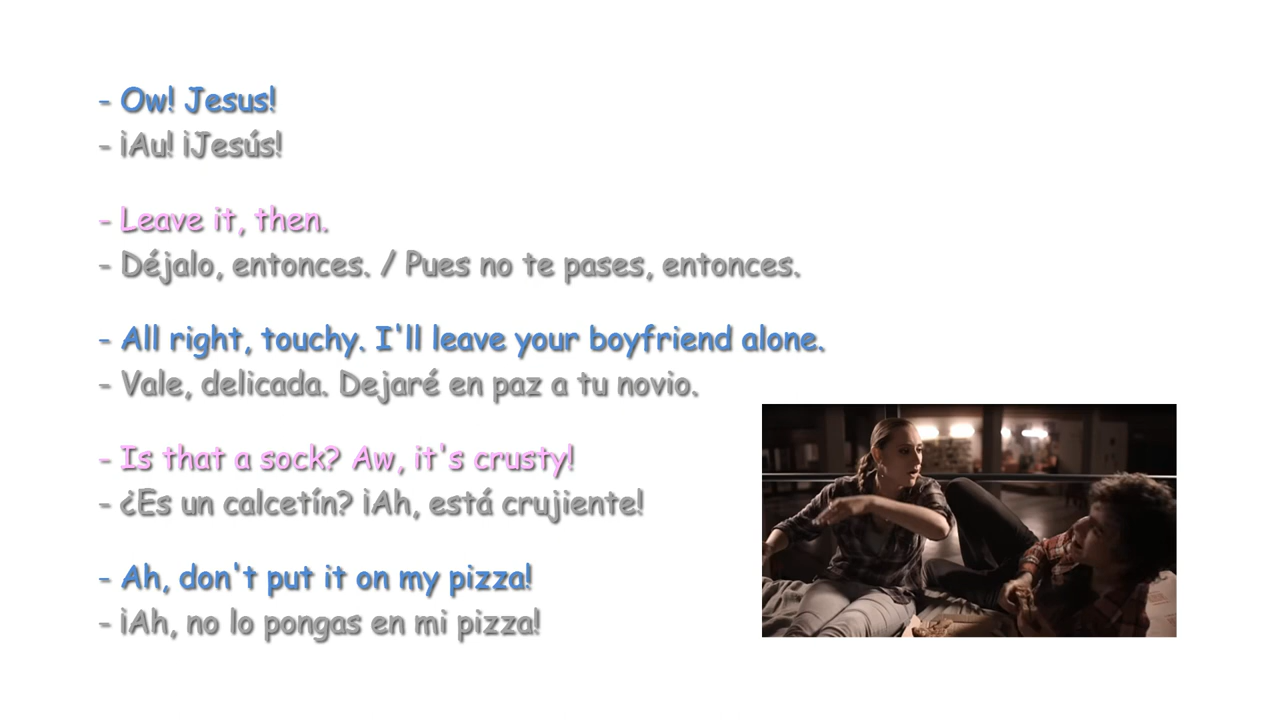 - Ow! Jesus!
- ¡Au! ¡Jesús!
- Leave it, then.
- Déjalo, entonces. / Pues no te pases, entonces.
- All right, touchy. I'll leave your boyfriend alone.
- Vale, delicada. Dejaré en paz a tu novio.
- Is that a sock? Aw, it's crusty!
- ¿Es un calcetín? ¡Ah, está crujiente!
- Ah, don't put it on my pizza!
- ¡Ah, no lo pongas en mi pizza!